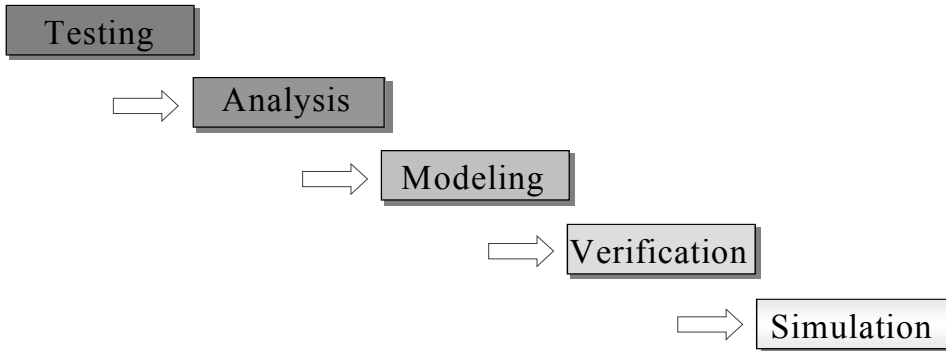 Testing
Analysis
Modeling
Verification
Simulation